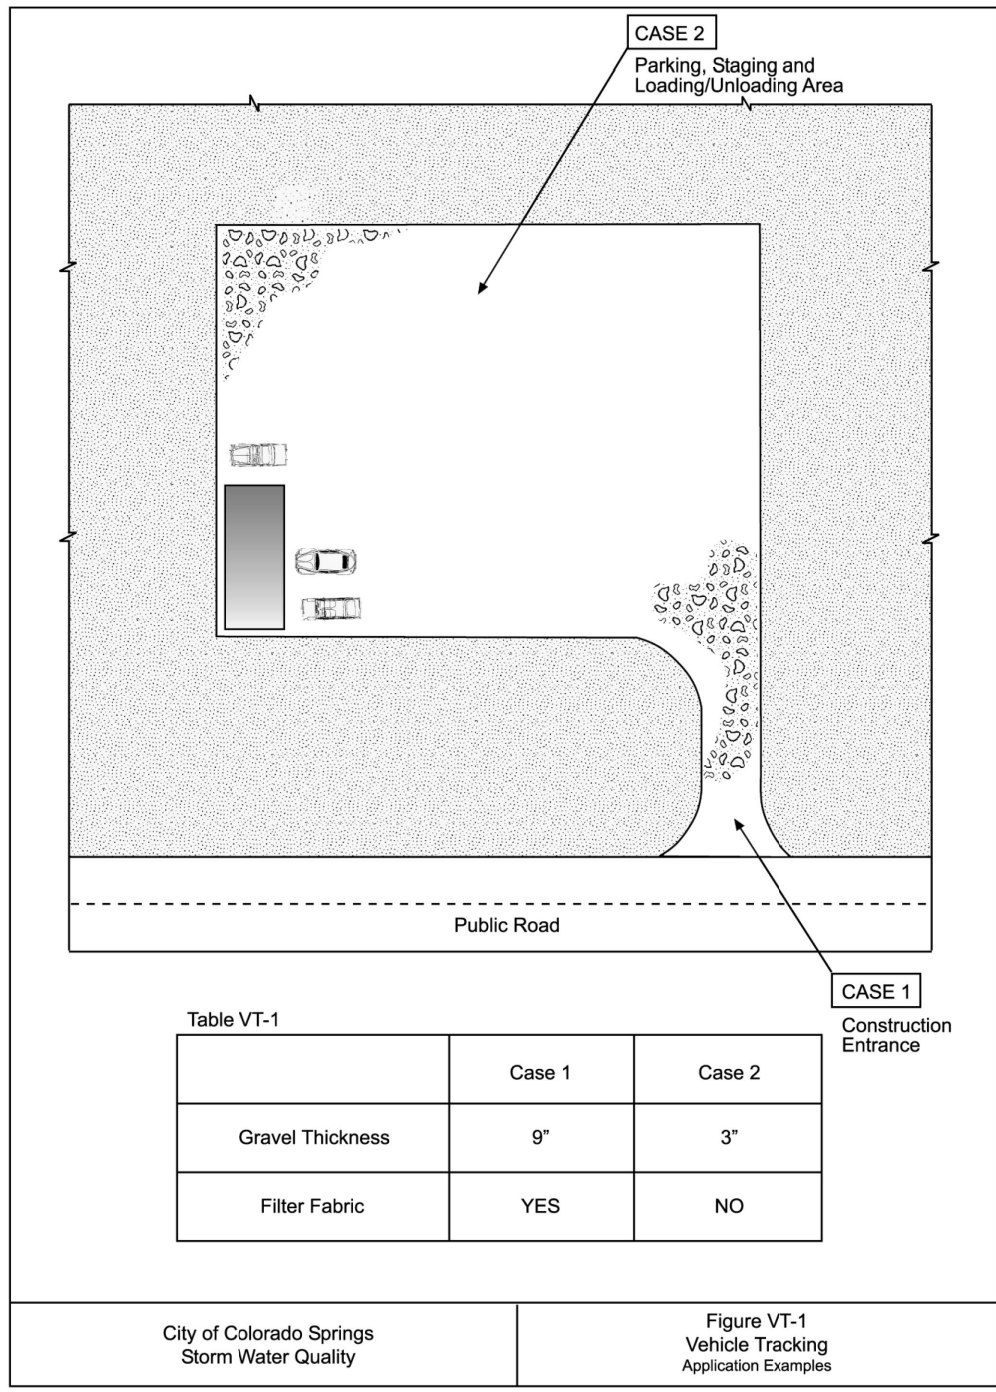 CASE 2
Parking, Staging and
Loading/Unloading Area
Public Road
CASE 1
Construction
Entrance
Table VT-1
Case 1 Case 2
Gravel Thickness 9” 3”
Filter Fabric YES NO
City of Colorado Springs
Storm Water Quality
Figure VT-1
Vehicle Tracking
Application Examples